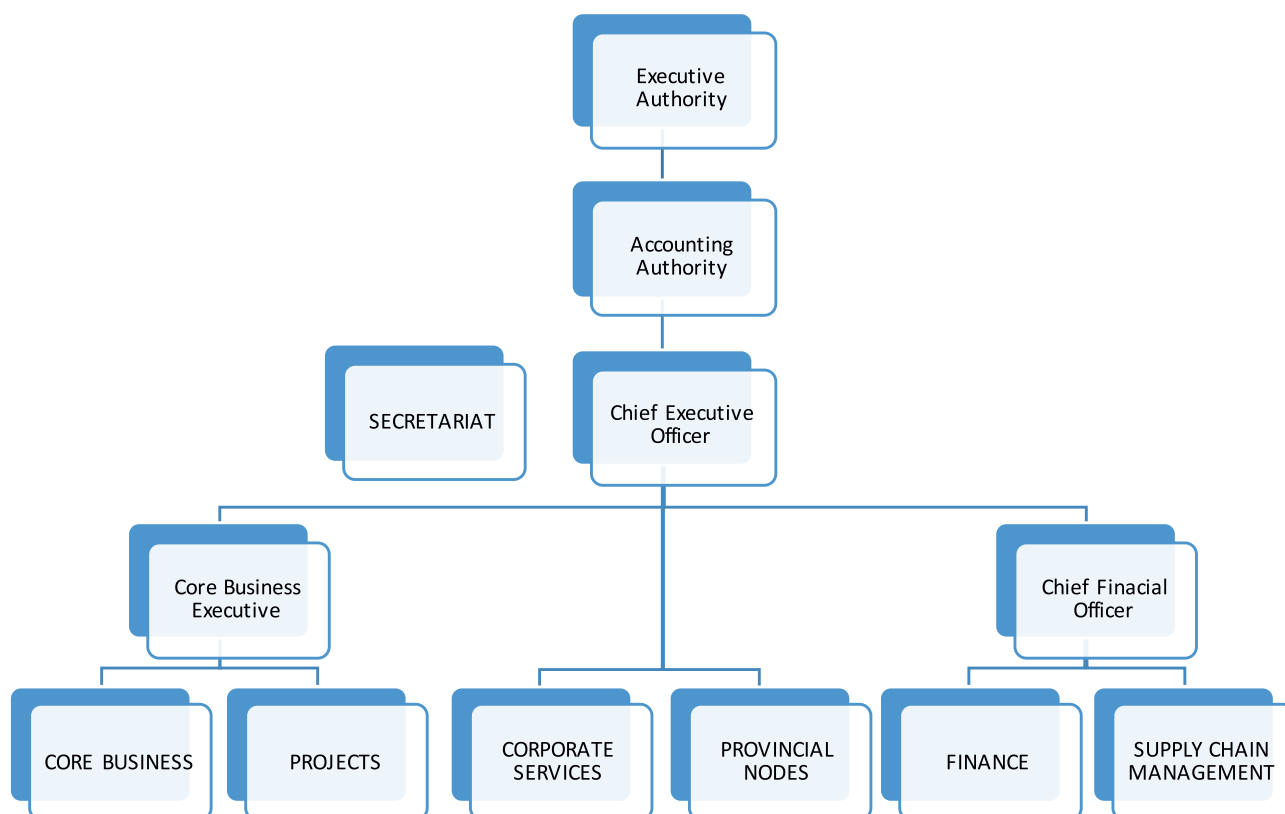 Executive
Authority
Accounting
Authority
SECRETARIAT
Chief Executive
Officer
Core Business
Executive
Chief Finacial
Officer
CORE BUSINESS
PROJECTS
CORPORATE
SERVICES
PROVINCIAL
NODES
FINANCE
SUPPLY CHAIN
MANAGEMENT